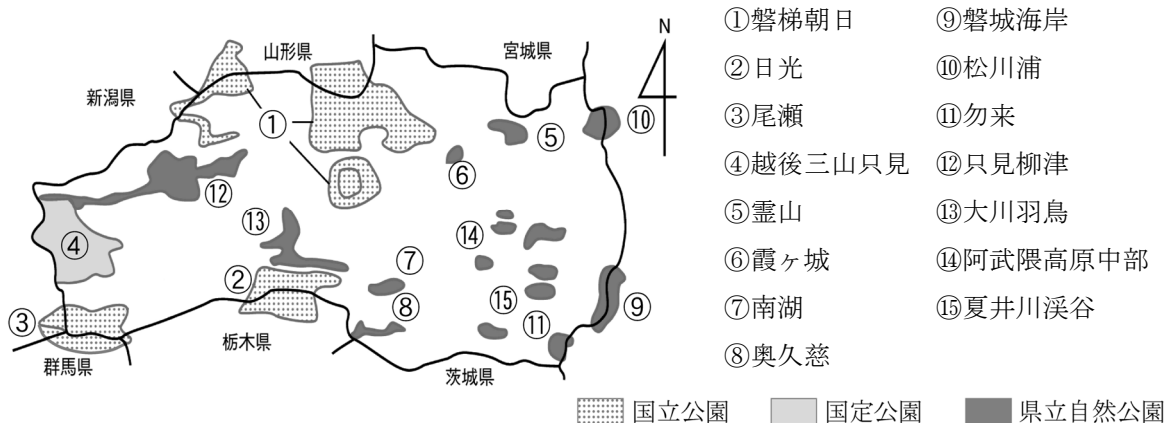 山形県
宮城県
新潟県
N
①
⑤
⑩
⑥
⑫
⑬
④
⑭
②
⑦
⑧
⑮
⑪
⑨
③
群馬県
栃木県
茨城県
①磐梯朝日
②日光
③尾瀬
④越後三山只見
⑤霊山
⑥霞ヶ城
⑦南湖
⑧奥久慈
⑨磐城海岸
⑩松川浦
⑪勿来
⑫只見柳津
⑬大川羽鳥
⑭阿武隈高原中部
⑮夏井川渓谷
国立公園
国定公園
県立自然公園